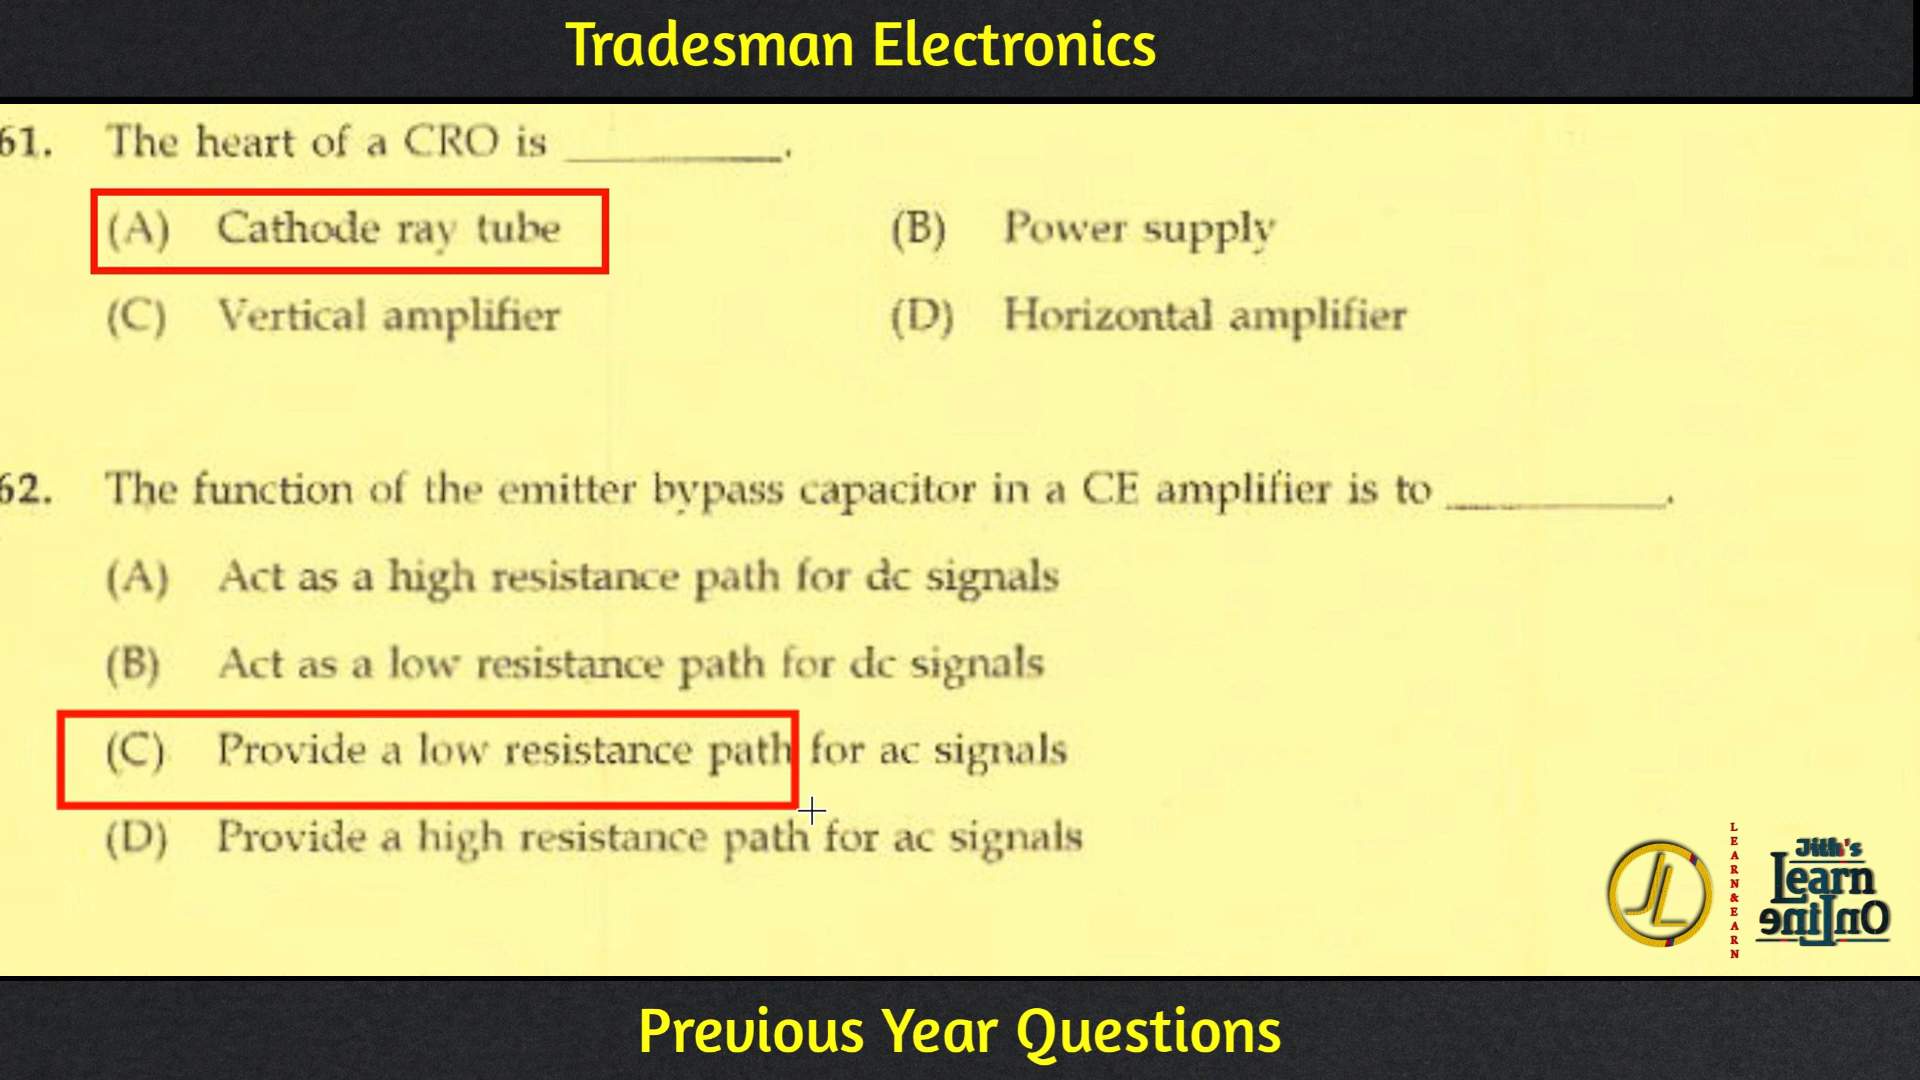 Tradesman Electronics
61. The heart of a CRO is __________.
(A) Cathode ray tube (B) Power supply
(C) Vertical amplifier (D) Horizontal amplifier
62. The function of the emitter bypass capacitor in a CE amplifier is to __________.
(A) Act as a high resistance path for dc signals
(B) Act as a low resistance path for dc signals
(C) Provide a low resistance path for ac signals
(D) Provide a high resistance path for ac signals
JL
LEARN&EARN
Jith's
Learn
OnLine
Previous Year Questions